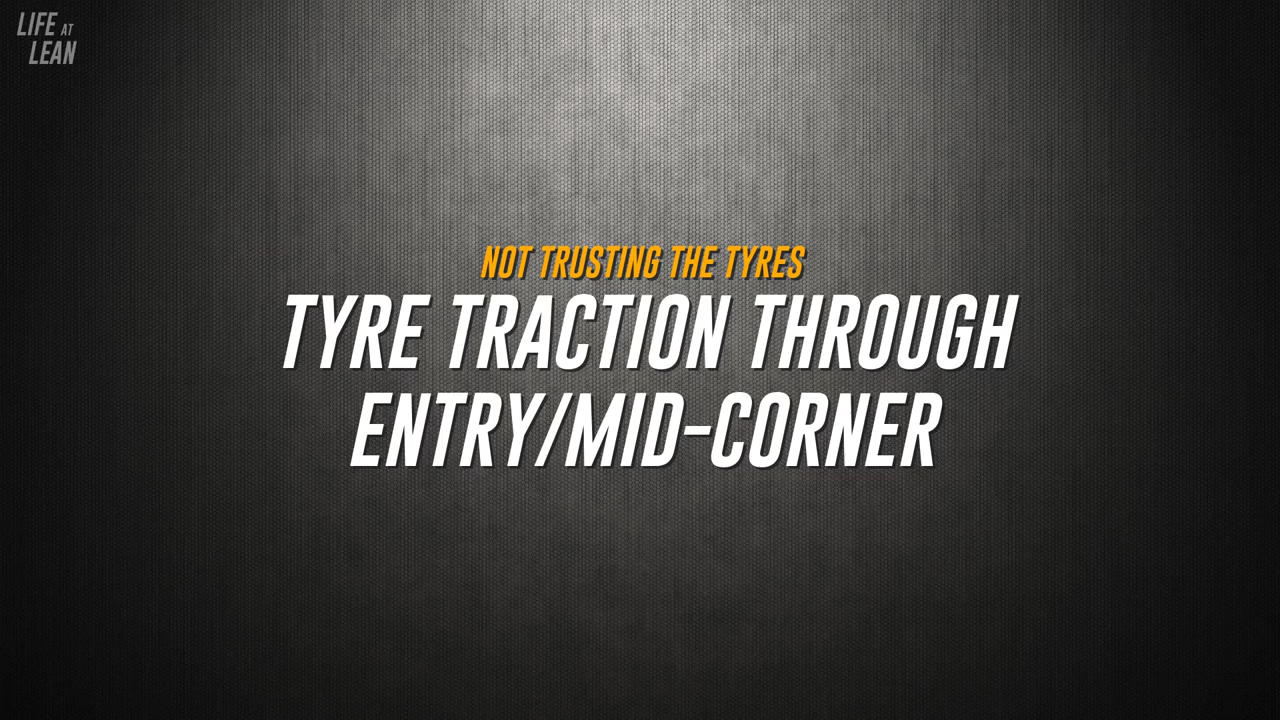 LIFE AT
LEAN
NOT TRUSTING THE TYRES
TYRE TRACTION THROUGH
ENTRY/MID-CORNER